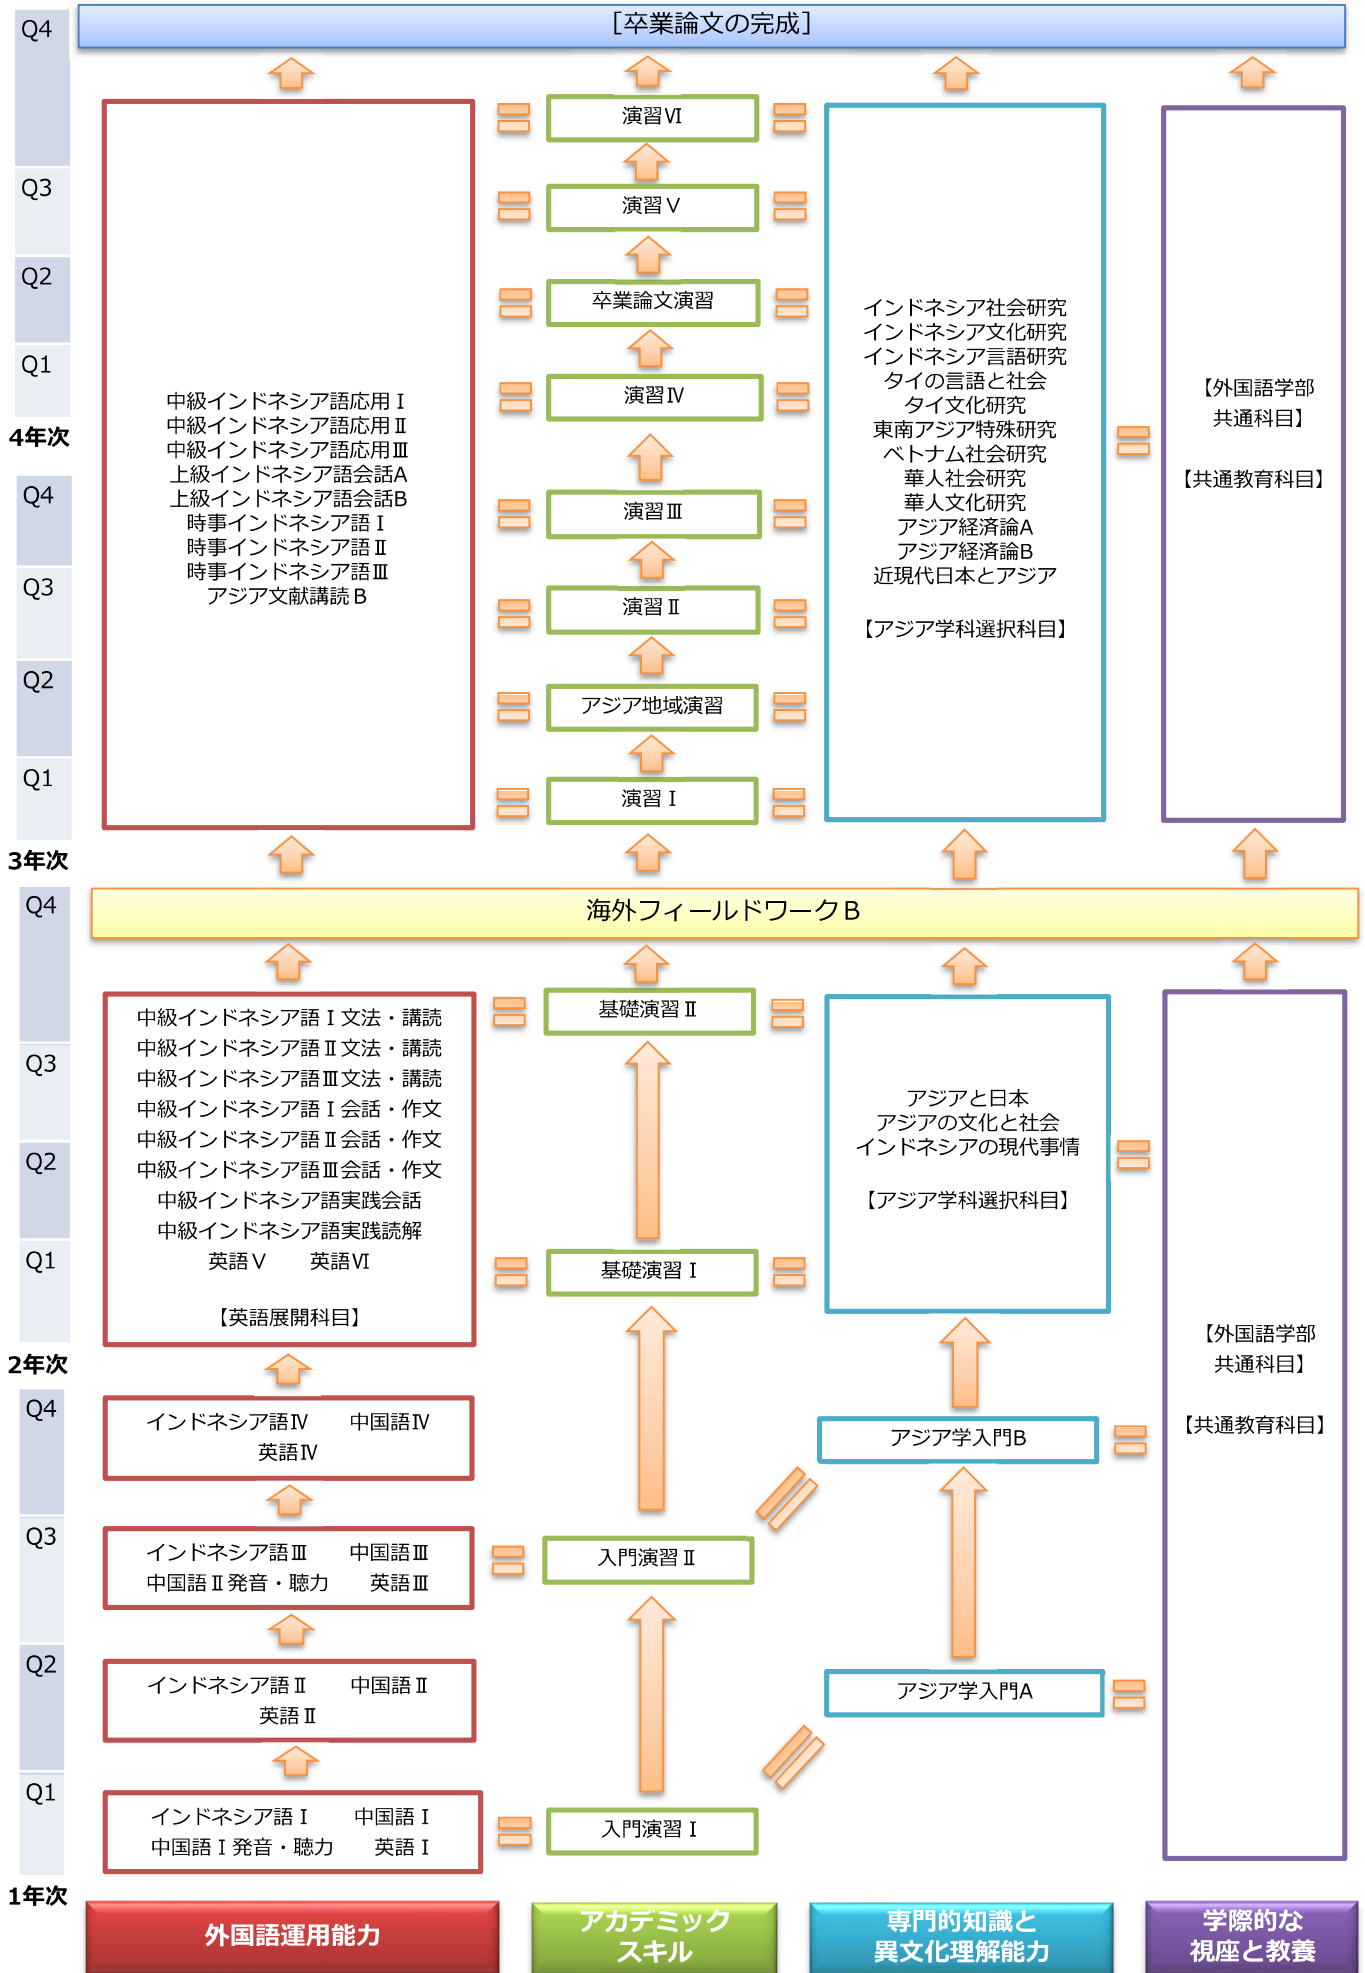 [卒業論文の完成]
Q4
Q3
Q2
Q1
4年次
Q4
Q3
Q2
Q1
3年次
中級インドネシア語応用Ⅰ
中級インドネシア語応用Ⅱ
中級インドネシア語応用Ⅲ
上級インドネシア語会話A
上級インドネシア語会話B
時事インドネシア語Ⅰ
時事インドネシア語Ⅱ
時事インドネシア語Ⅲ
アジア文献講読B
演習Ⅵ
演習Ⅴ
卒業論文演習
演習Ⅳ
演習Ⅲ
演習Ⅱ
アジア地域演習
演習Ⅰ
インドネシア社会研究
インドネシア文化研究
インドネシア言語研究
タイの言語と社会
タイ文化研究
東南アジア特殊研究
ベトナム社会研究
華人社会研究
華人文化研究
アジア経済論A
アジア経済論B
近現代日本とアジア
【アジア学科選択科目】
【外国語学部
共通科目】
【共通教育科目】
海外フィールドワークB
Q4
Q3
Q2
Q1
2年次
Q4
Q3
Q2
Q1
1年次
中級インドネシア語Ⅰ文法・講読
中級インドネシア語Ⅱ文法・講読
中級インドネシア語Ⅲ文法・講読
中級インドネシア語Ⅰ会話・作文
中級インドネシア語Ⅱ会話・作文
中級インドネシア語Ⅲ会話・作文
中級インドネシア語実践会話
中級インドネシア語実践読解
英語Ⅴ 英語Ⅵ
【英語展開科目】
インドネシア語Ⅳ 中国語Ⅳ
英語Ⅳ
インドネシア語Ⅲ 中国語Ⅲ
中国語Ⅱ発音・聴力 英語Ⅲ
インドネシア語Ⅱ 中国語Ⅱ
英語Ⅱ
インドネシア語Ⅰ 中国語Ⅰ
中国語Ⅰ発音・聴力 英語Ⅰ
基礎演習Ⅱ
基礎演習Ⅰ
入門演習Ⅱ
入門演習Ⅰ
アジアと日本
アジアの文化と社会
インドネシアの現代事情
【アジア学科選択科目】
アジア学入門B
アジア学入門A
【外国語学部
共通科目】
【共通教育科目】
外国語運用能力
アカデミック
スキル
専門的知識と
異文化理解能力
学際的な
視座と教養